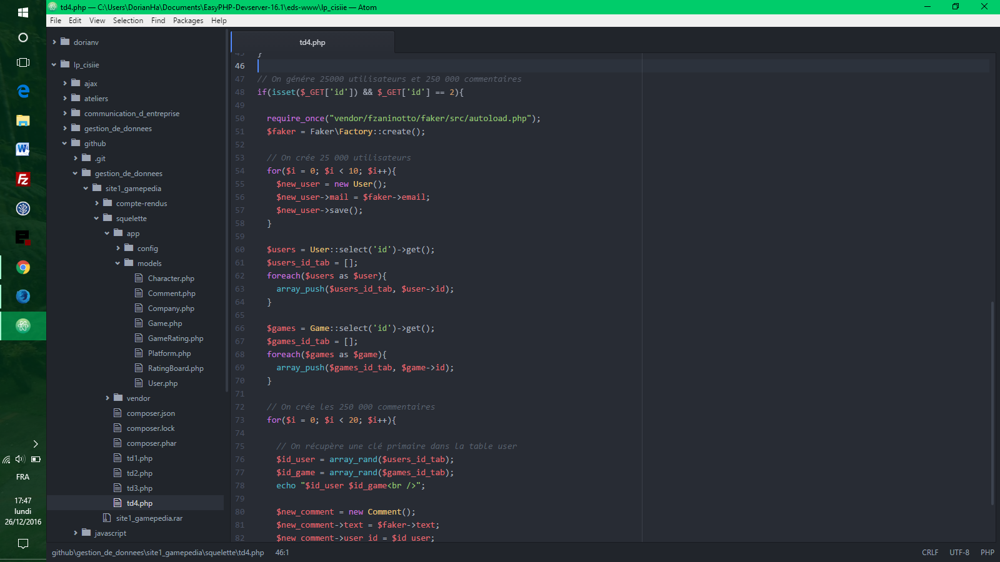 td4.php — C:\Users\DorianHa\Documents\EasyPHP-Devserver-16.1\eds-www\lp_cisiie — Atom
File Edit View Selection Find Packages Help
dorianv
lp_cisiie
ajax
ateliers
communication_d_entreprise
gestion_de_donnees
github
.git
gestion_de_donnees
site1_gamepedia
compte-rendus
squelette
app
config
models
Character.php
Comment.php
Company.php
Game.php
GameRating.php
Platform.php
RatingBoard.php
User.php
vendor
composer.json
composer.lock
composer.phar
td1.php
td2.php
td3.php
td4.php
site1_gamepedia.rar
javascript
td4.php
45 }
46
47 // On génére 25000 utilisateurs et 250 000 commentaires
48 if(isset($_GET['id']) && $_GET['id'] == 2){
49
50 require_once("vendor/fzaninotto/faker/src/autoload.php");
51 $faker = Faker\Factory::create();
52
53 // On crée 25 000 utilisateurs
54 for($i = 0; $i < 10; $i++){
55 $new_user = new User();
56 $new_user->mail = $faker->email;
57 $new_user->save();
58 }
59
60 $users = User::select('id')->get();
61 $users_id_tab = [];
62 foreach($users as $user){
63 array_push($users_id_tab, $user->id);
64 }
65
66 $games = Game::select('id')->get();
67 $games_id_tab = [];
68 foreach($games as $game){
69 array_push($games_id_tab, $game->id);
70 }
71
72 // On crée les 250 000 commentaires
73 for($i = 0; $i < 20; $i++){
74
75 // On récupère une clé primaire dans la table user
76 $id_user = array_rand($users_id_tab);
77 $id_game = array_rand($games_id_tab);
78 echo "$id_user $id_game<br />";
79
80 $new_comment = new Comment();
81 $new_comment->text = $faker->text;
82 $new_comment->user_id = $id_user;
github\gestion_de_donnees\site1_gamepedia\squelette\td4.php 46:1
CRLF UTF-8 PHP
FRA
17:47
lundi
26/12/2016